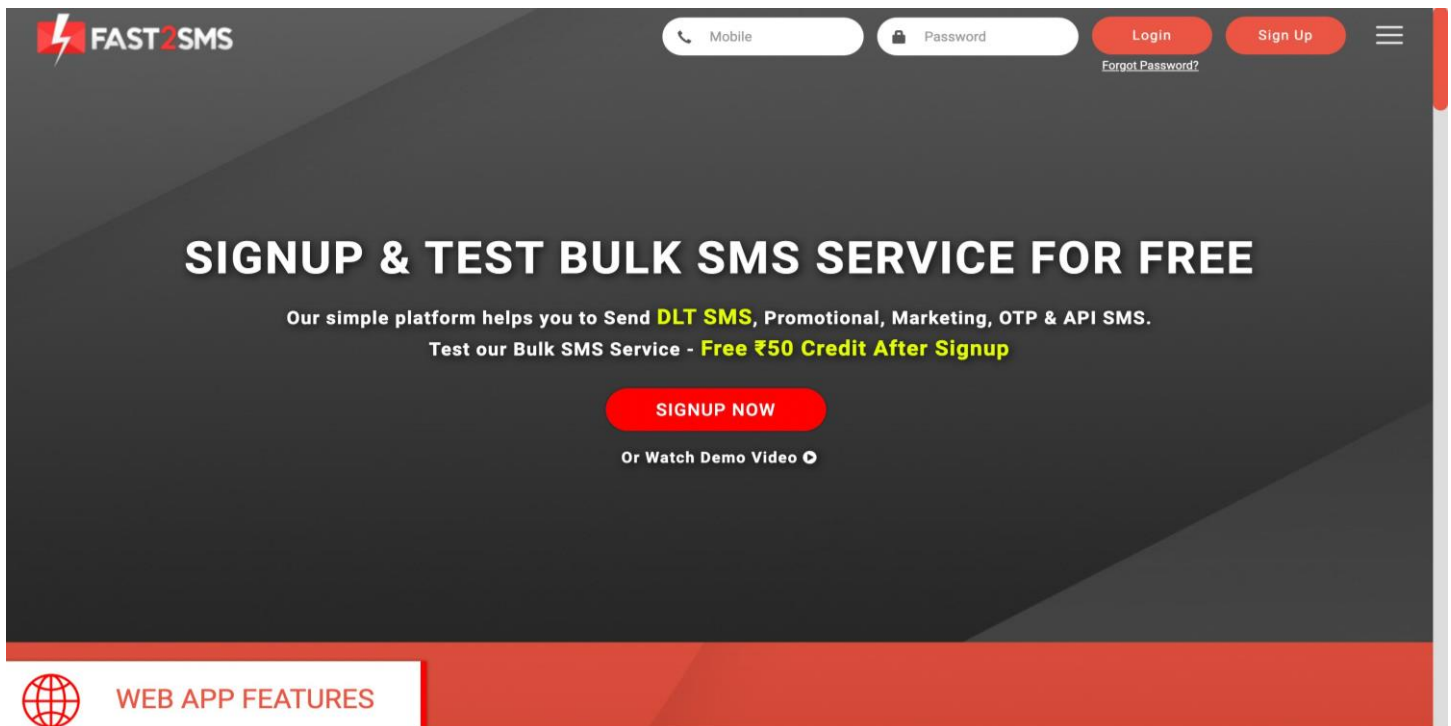 FAST2SMS
Mobile
Password
Login
Sign Up
Forgot Password?
SIGNUP & TEST BULK SMS SERVICE FOR FREE
Our simple platform helps you to Send DLT SMS, Promotional, Marketing, OTP & API SMS.
Test our Bulk SMS Service - Free ₹50 Credit After Signup
SIGNUP NOW
Or Watch Demo Video
WEB APP FEATURES